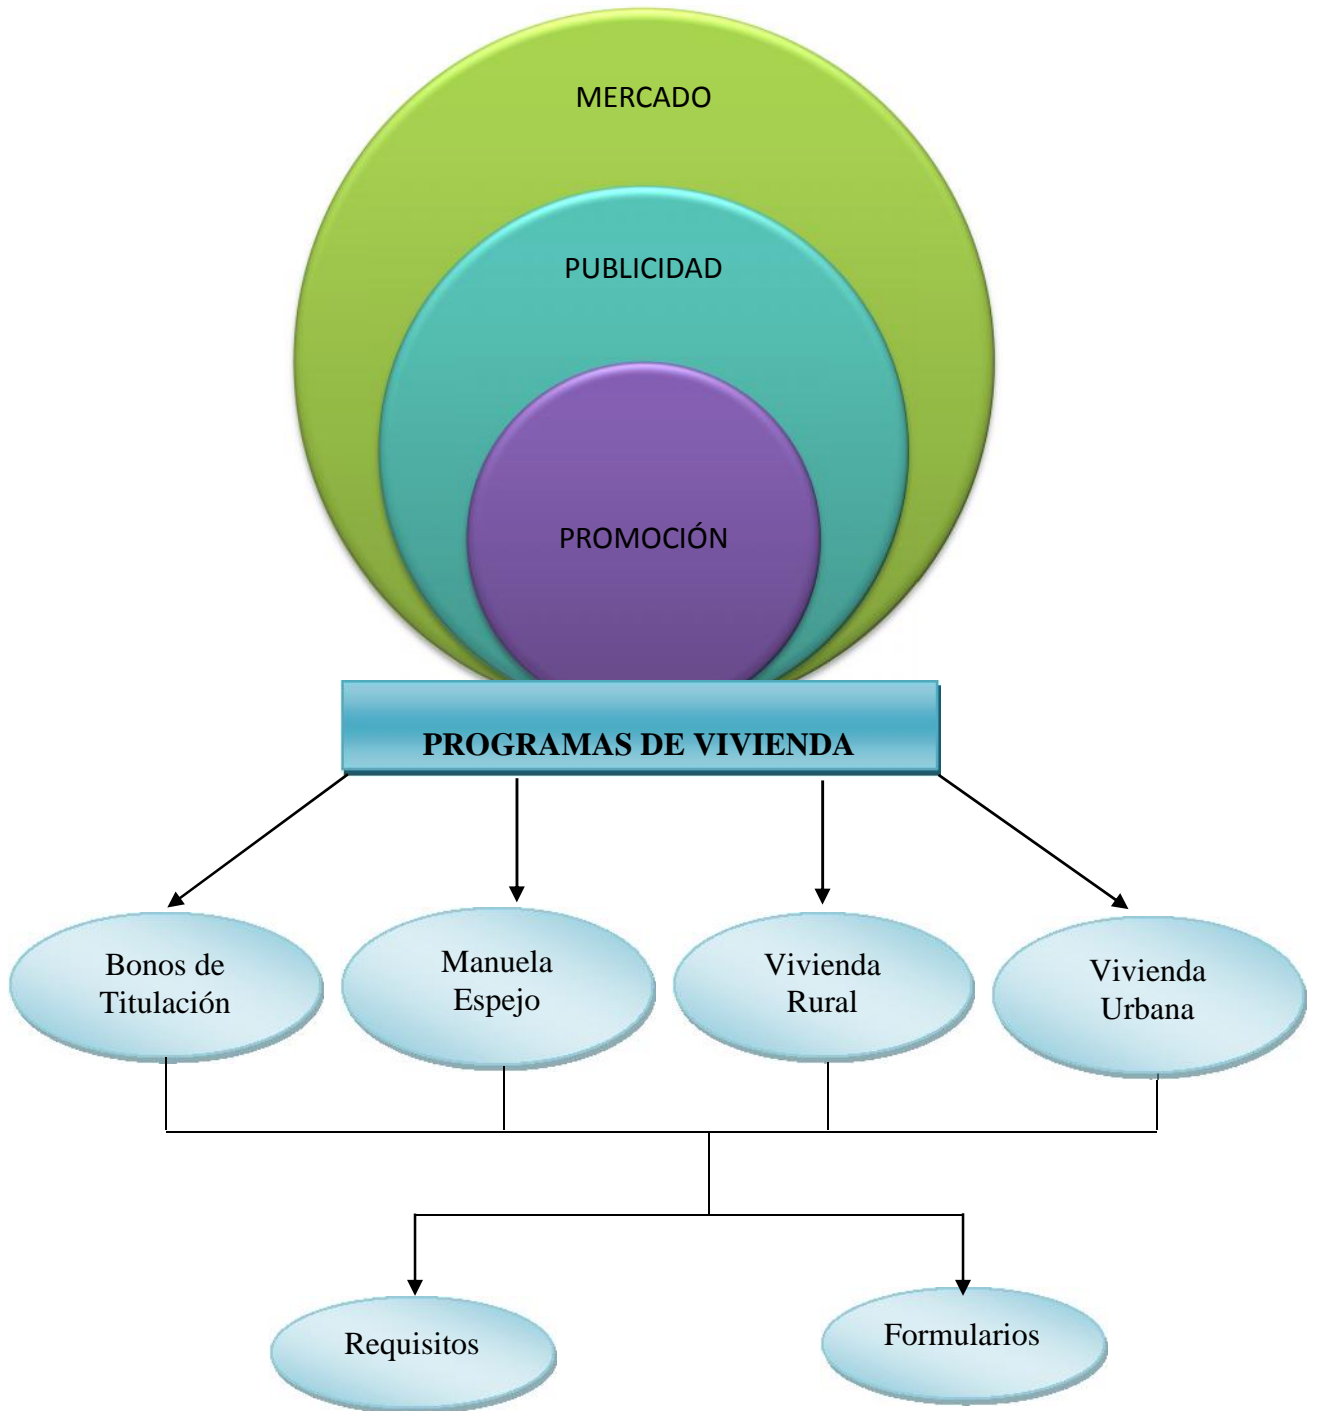 MERCADO
PUBLICIDAD
PROMOCIÓN
PROGRAMAS DE VIVIENDA
Bonos de
Titulación
Manuela
Espejo
Vivienda
Rural
Vivienda
Urbana
Requisitos
Formularios